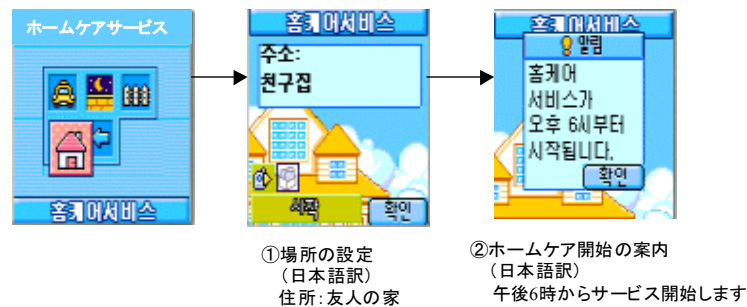 ホームケアサービス
홈케어서비스
홈케어서비스
주소:
친구집
시작
확인
홈케어서비스
알림
홈케어
서비스가
오후 6시부터
시작됩니다.
확인
①場所の設定
(日本語訳)
住所:友人の家
②ホームケア開始の案内
(日本語訳)
午後6時からサービス開始します